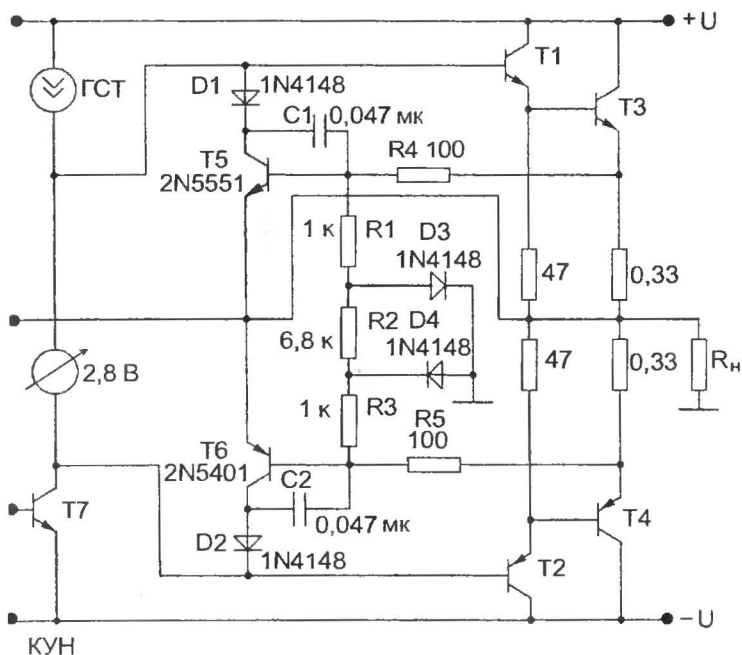 +U
T1
D1
1N4148
ГСТ
C1
0,047 мк
T3
T5
2N5551
R4 100
1 к
R1
D3
1N4148
47
0,33
R2
D4
6,8 к
1N4148
2,8 В
47
0,33
Rн
1 к
R3
R5
100
T6
2N5401
C2
T7
0,047 мк
T4
D2
1N4148
T2
−U
КУН